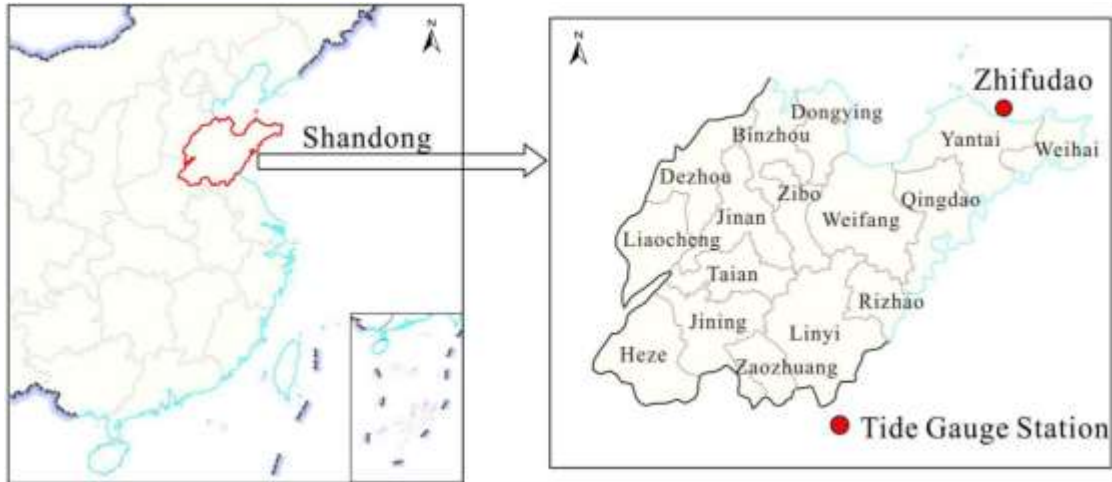 N
Shandong
N
Zhifudao
Dongying
Binzhou
Yantai
Weihai
Dezhou
Zibo
Qingdao
Jinan
Weifang
Liaocheng
Taian
Rizhao
Jining
Linyi
Heze
Zaozhuang
Tide Gauge Station